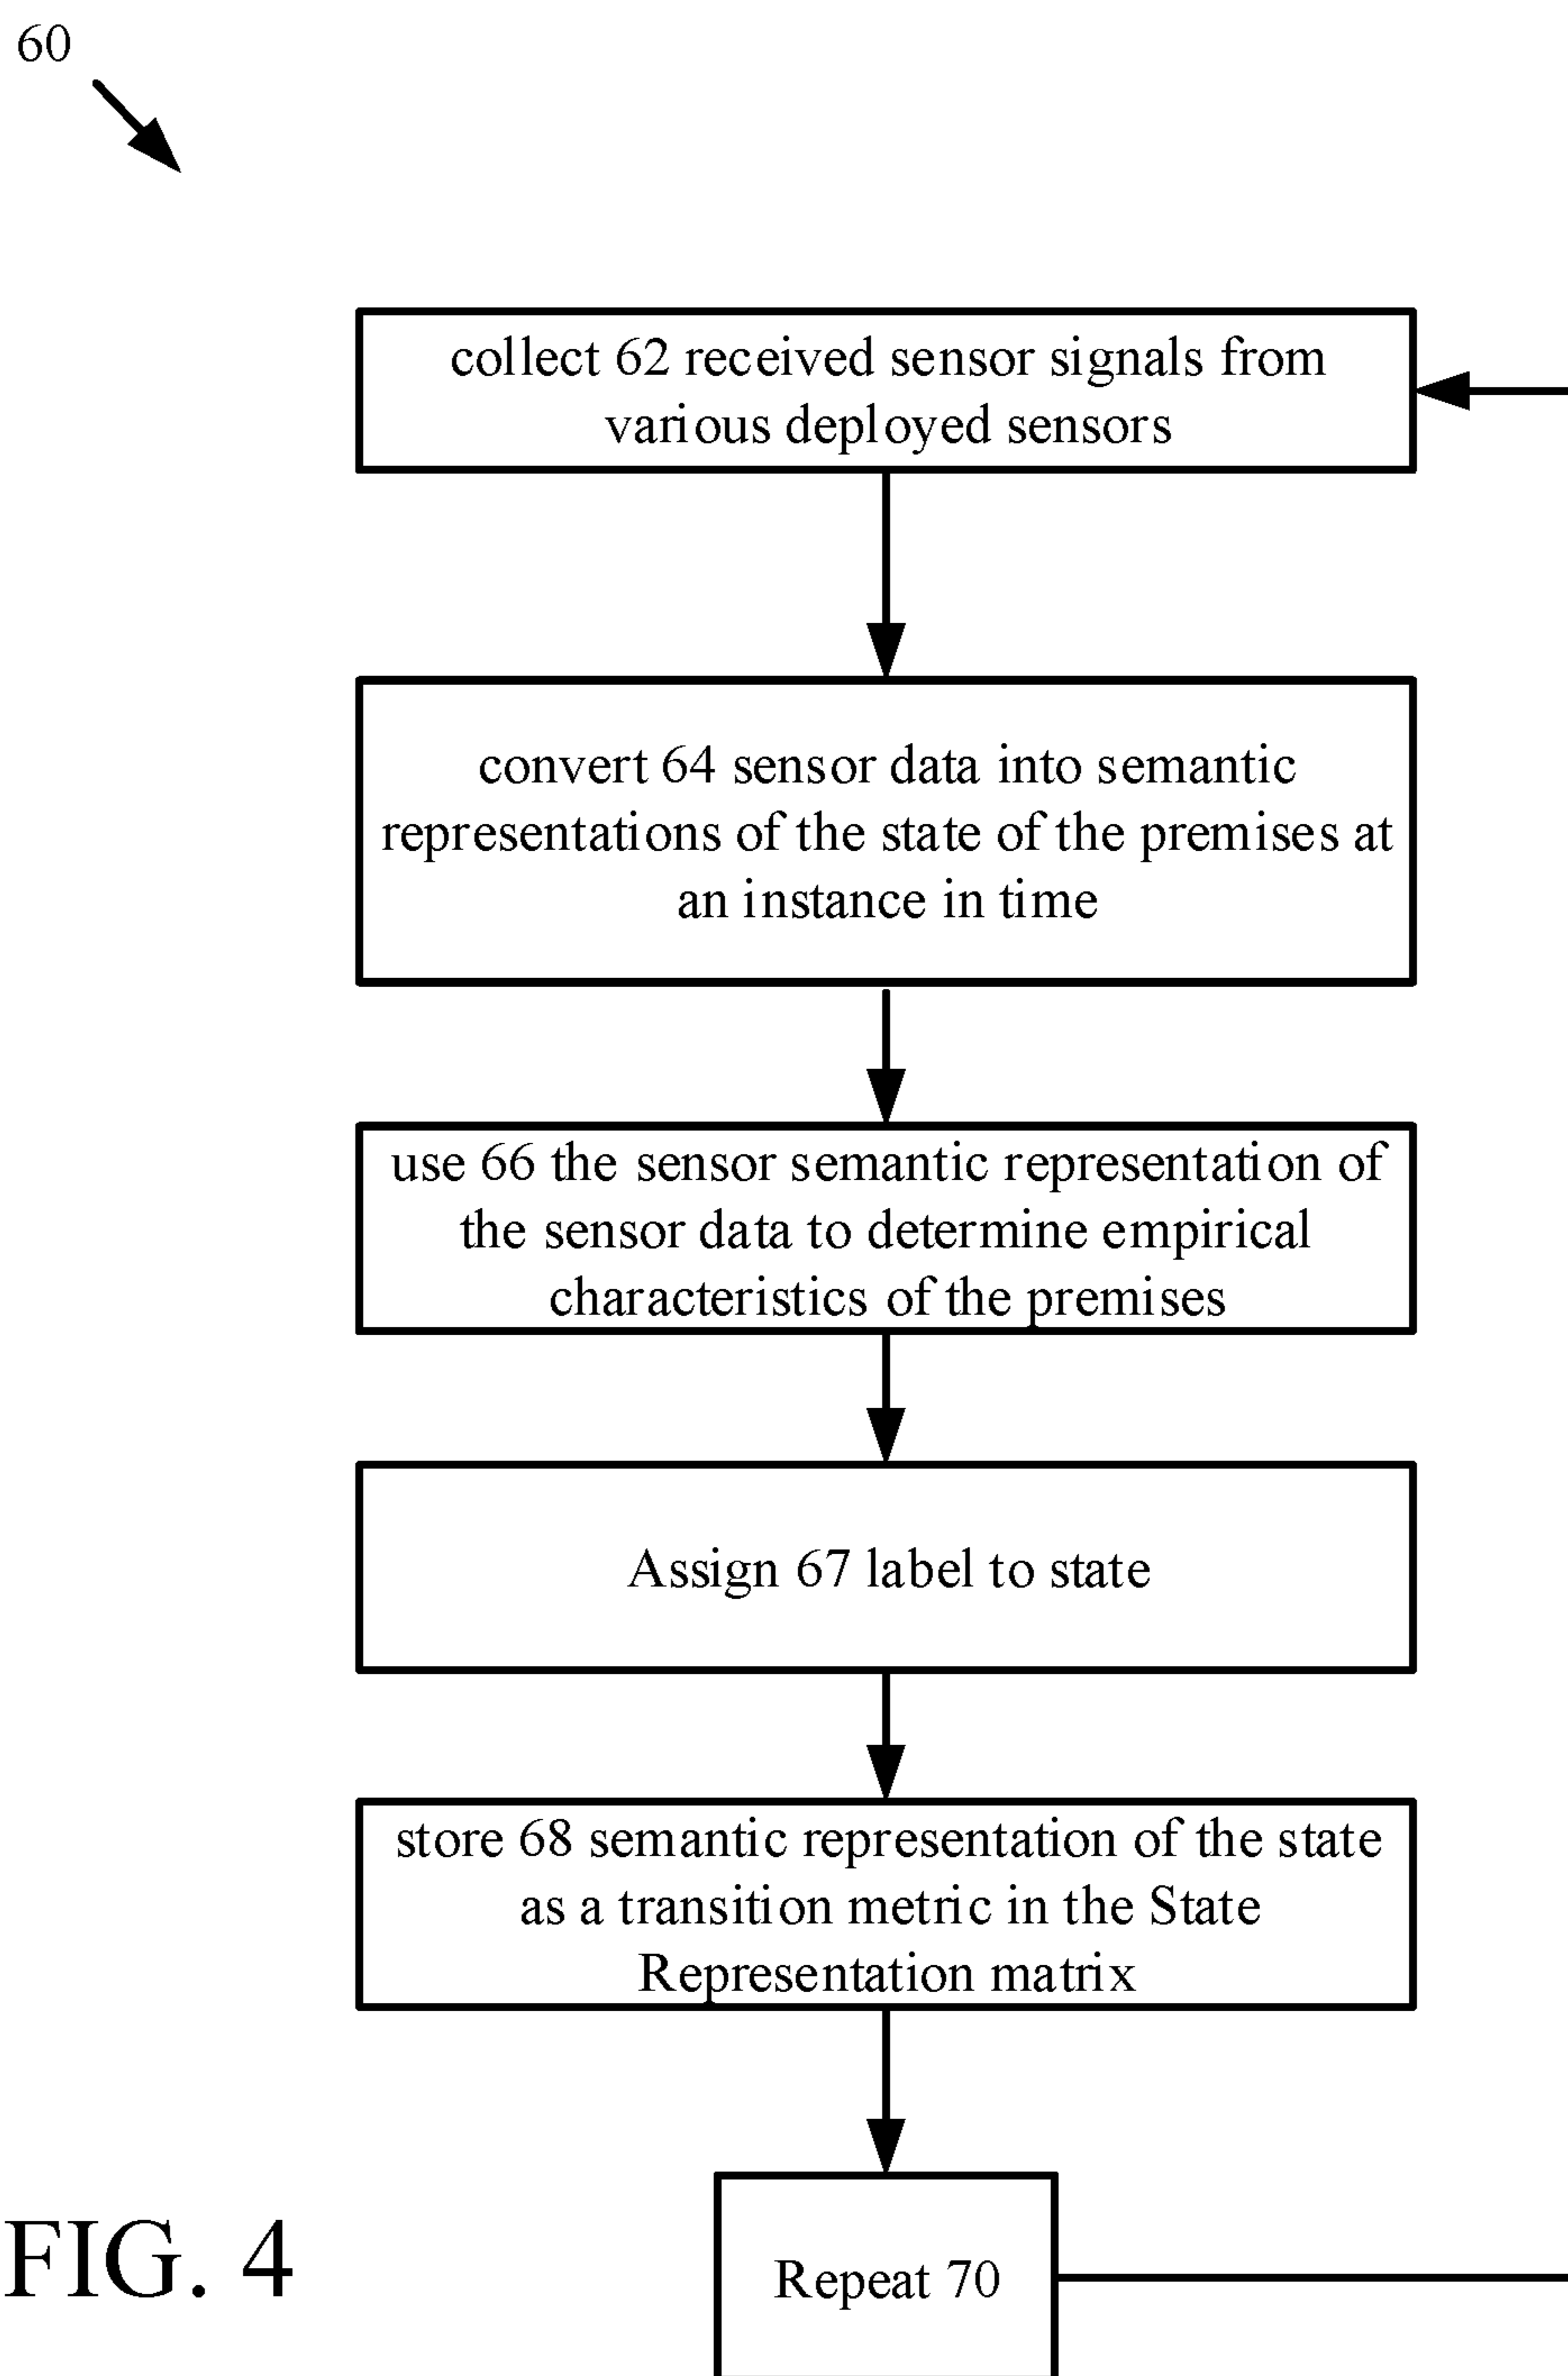 60
collect 62 received sensor signals from
various deployed sensors
convert 64 sensor data into semantic
representations of the state of the premises at
an instance in time
use 66 the sensor semantic representation of
the sensor data to determine empirical
characteristics of the premises
Assign 67 label to state
store 68 semantic representation of the state
as a transition metric in the State
Representation matrix
Repeat 70
FIG. 4